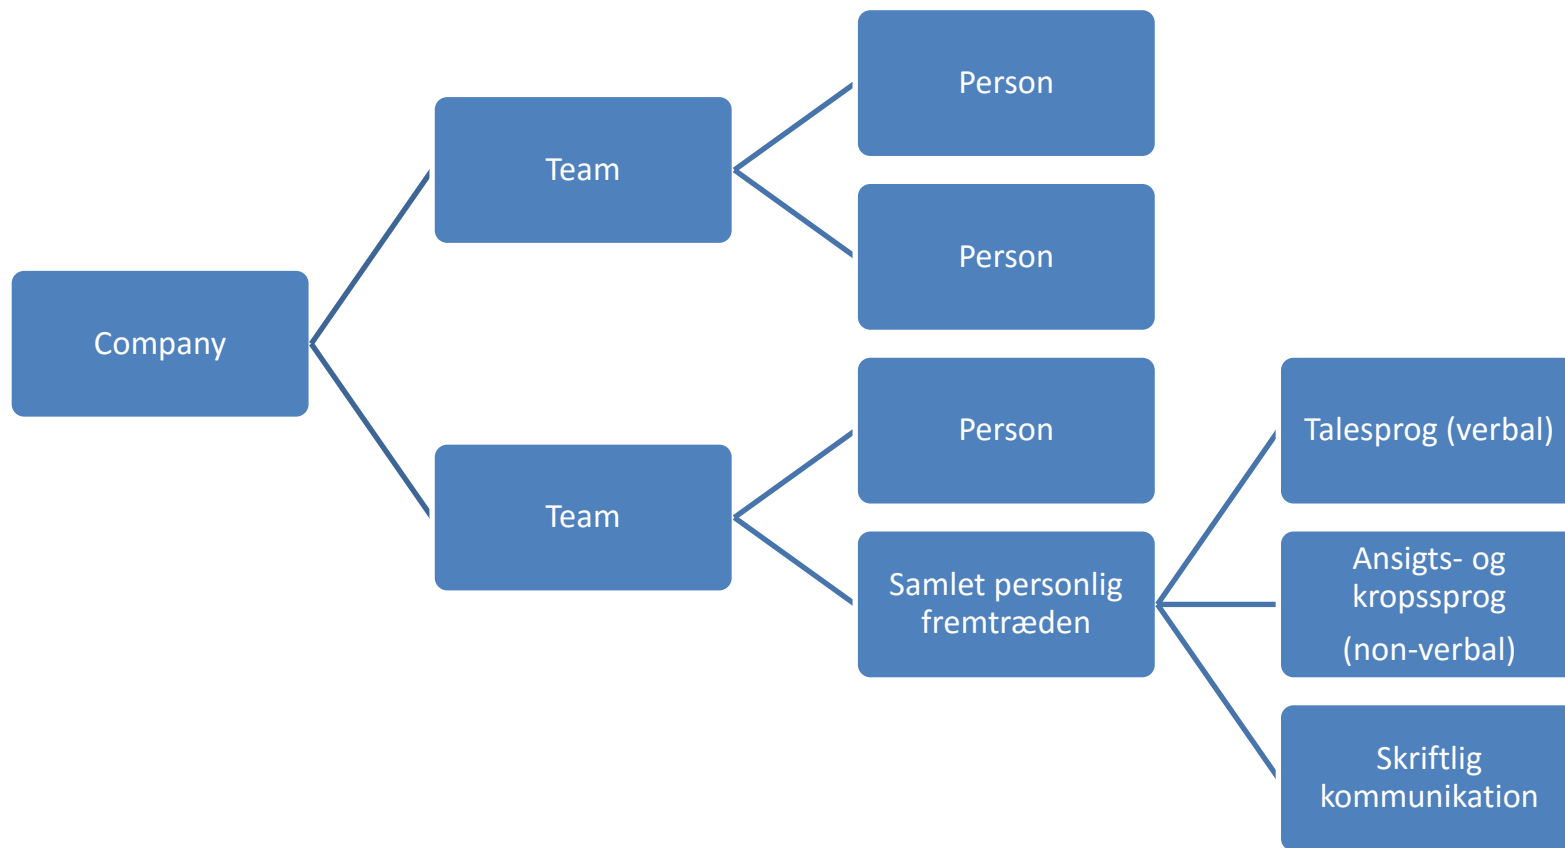 Company
Team
Person
Person
Team
Person
Samlet personlig
fremtræden
Talesprog (verbal)
Ansigts- og
kropssprog
(non-verbal)
Skriftlig
kommunikation